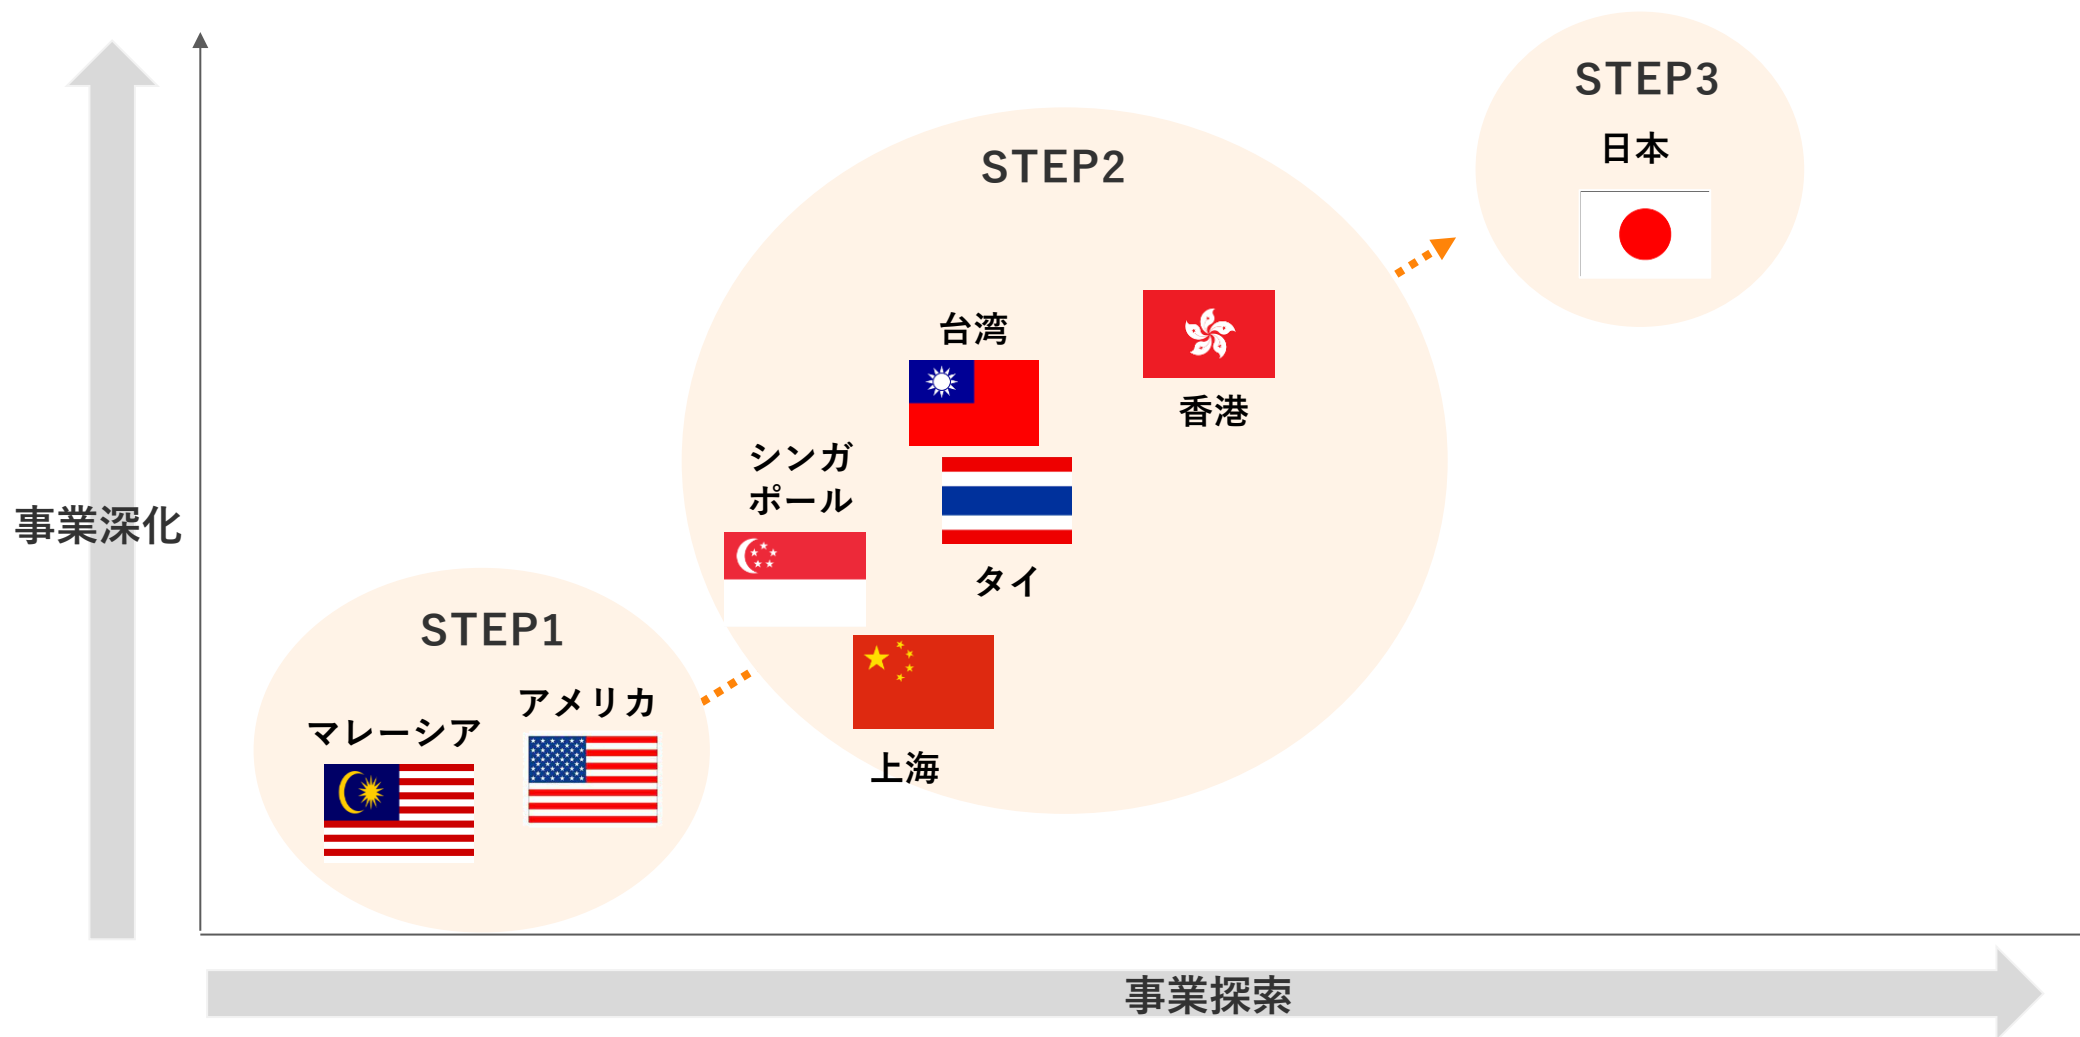 STEP3
日本
STEP2
台湾
香港
シンガ
ポール
タイ
事業深化
STEP1
アメリカ
マレーシア
上海
事業探索